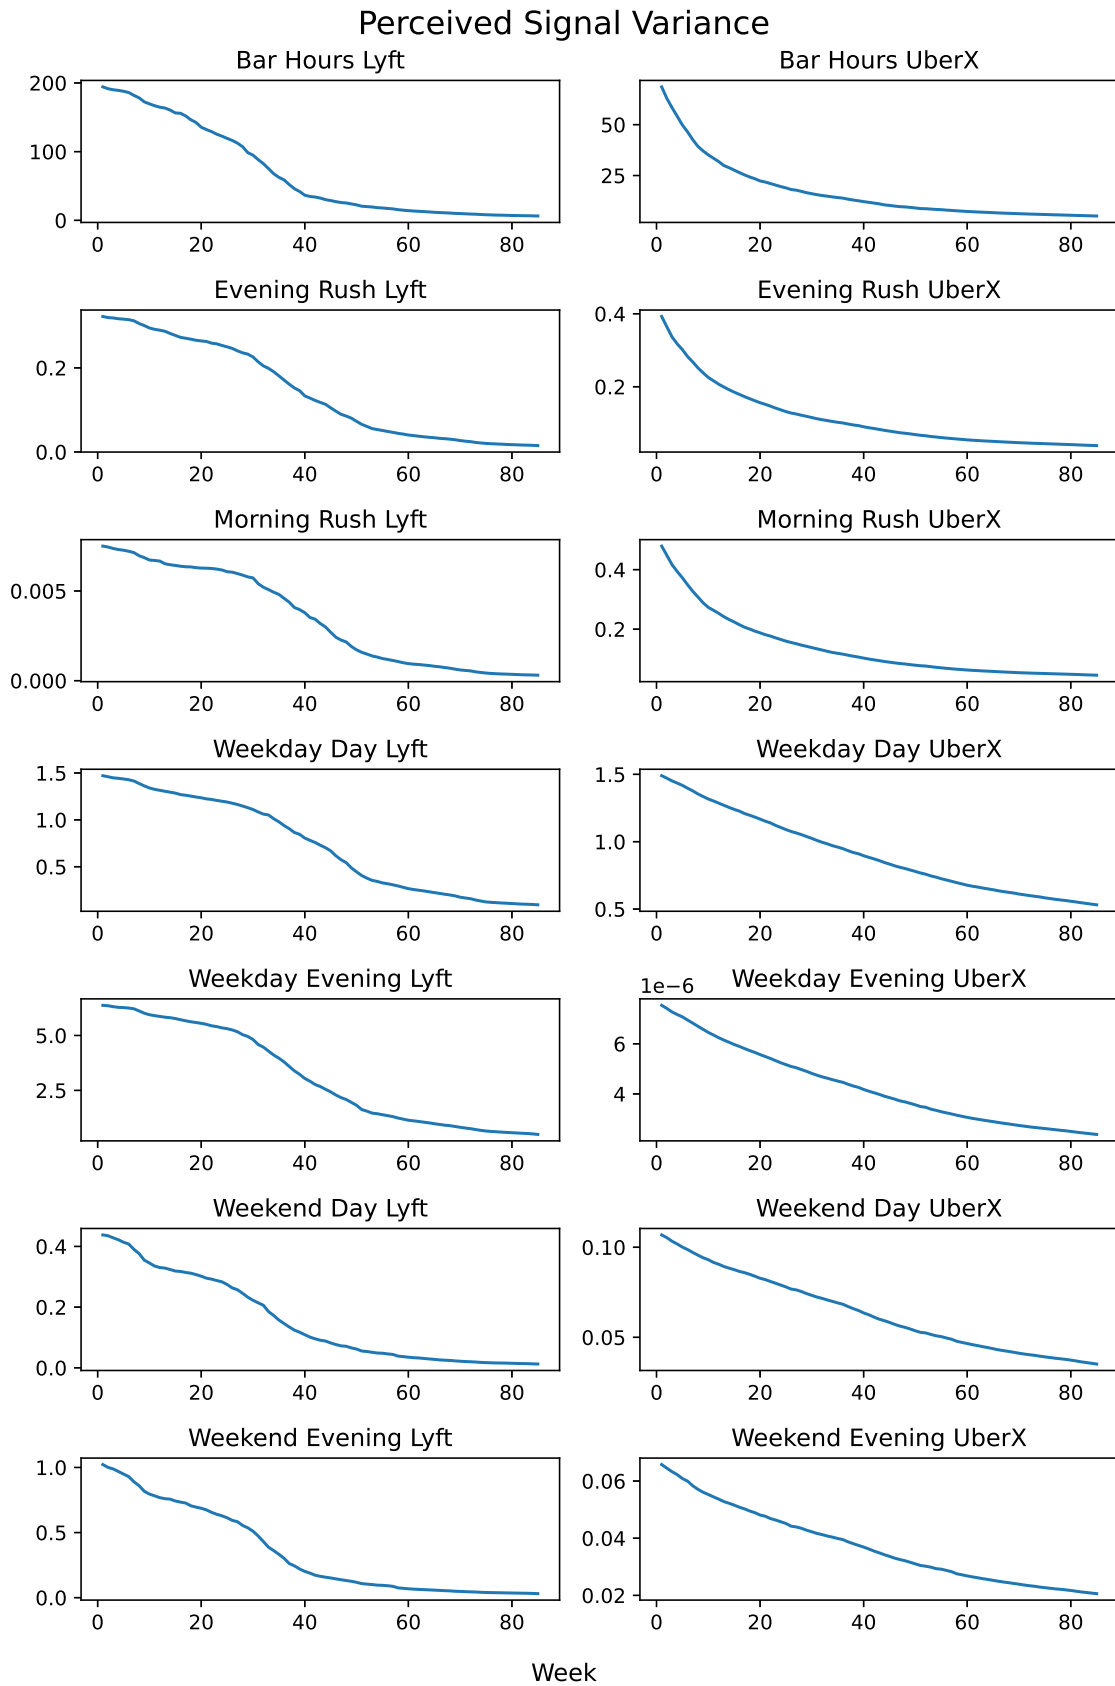 Perceived Signal Variance
Bar Hours Lyft
200
100
0
0 20 40 60 80
Bar Hours UberX
50
25
0 20 40 60 80
Evening Rush Lyft
0.2
0.0
0 20 40 60 80
Evening Rush UberX
0.4
0.2
0 20 40 60 80
Morning Rush Lyft
0.005
0.000
0 20 40 60 80
Morning Rush UberX
0.4
0.2
0 20 40 60 80
Weekday Day Lyft
1.5
1.0
0.5
0 20 40 60 80
Weekday Day UberX
1.5
1.0
0.5
0 20 40 60 80
Weekday Evening Lyft
5.0
2.5
0 20 40 60 80
1e−6 Weekday Evening UberX
6
4
0 20 40 60 80
Weekend Day Lyft
0.4
0.2
0.0
0 20 40 60 80
Weekend Day UberX
0.10
0.05
0 20 40 60 80
Weekend Evening Lyft
1.0
0.5
0.0
0 20 40 60 80
Weekend Evening UberX
0.06
0.04
0.02
0 20 40 60 80
Week